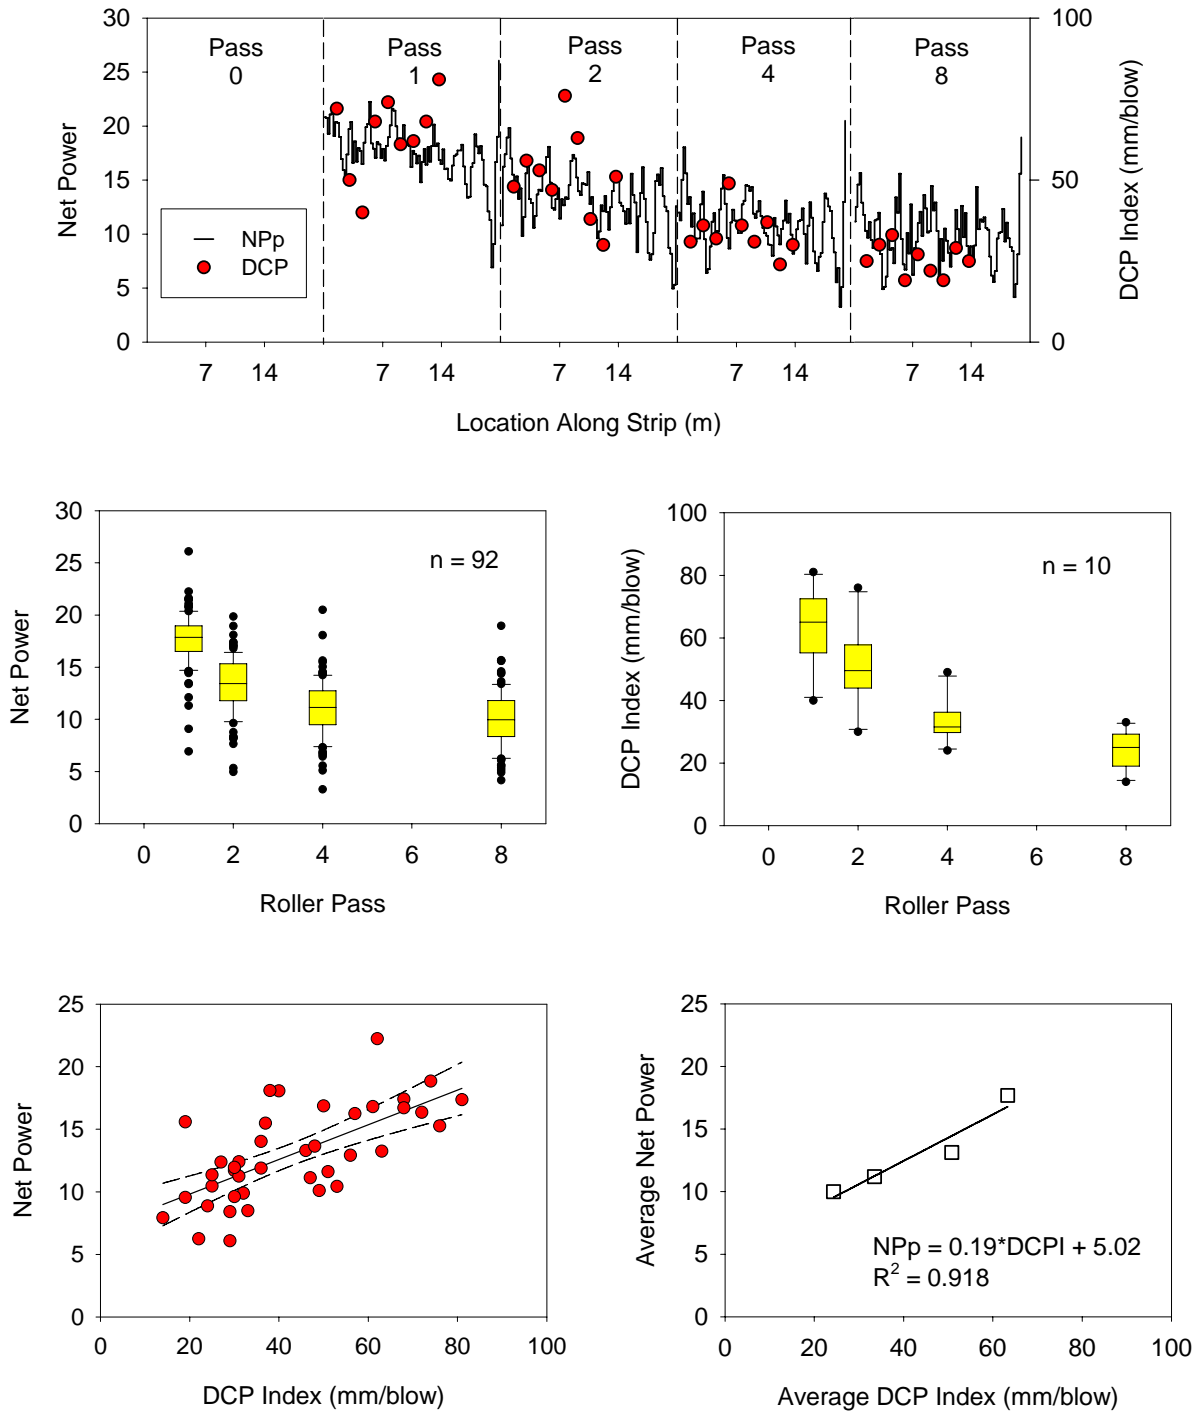 30 25 20 15 10 5 0
Net Power
Pass 0
Pass 1
Pass 2
Pass 4
Pass 8
NPp
DCP
100 50 0
DCP Index (mm/blow)
7 14 7 14 7 14 7 14 7 14
Location Along Strip (m)
30 25 20 15 10 5 0
Net Power
n = 92
0 2 4 6 8
Roller Pass
100 80 60 40 20 0
DCP Index (mm/blow)
n = 10
0 2 4 6 8
Roller Pass
25 20 15 10 5 0
Net Power
0 20 40 60 80 100
DCP Index (mm/blow)
25 20 15 10 5 0
Average Net Power
NPp = 0.19*DCPI + 5.02
R² = 0.918
0 20 40 60 80 100
Average DCP Index (mm/blow)